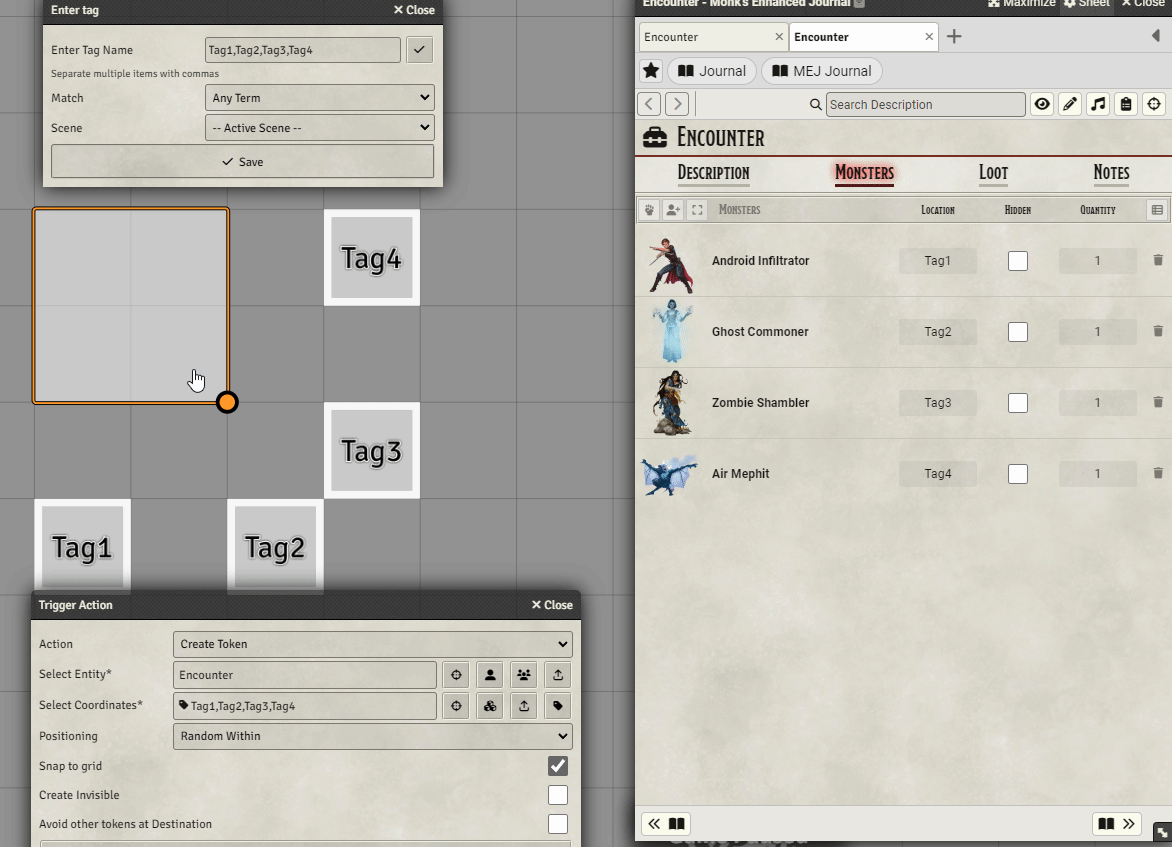 Enter tag
Close
Enter Tag Name
Tag1,Tag2,Tag3,Tag4
Separate multiple items with commas
Match
Any Term
Scene
-- Active Scene --
Save
Tag4
Tag3
Tag1
Tag2
Trigger Action
Close
Action
Create Token
Select Entity*
Encounter
Select Coordinates*
Tag1,Tag2,Tag3,Tag4
Positioning
Random Within
Snap to grid
Create Invisible
Avoid other tokens at Destination
Encounter - Monk's Enhanced Journal
Maximize
Sheet
Close
Encounter
Encounter
Journal
MEJ Journal
Search Description
Encounter
Description
Monsters
Loot
Notes
Monsters
Location
Hidden
Quantity
Android Infiltrator
Tag1
1
Ghost Commoner
Tag2
1
Zombie Shambler
Tag3
1
Air Mephit
Tag4
1